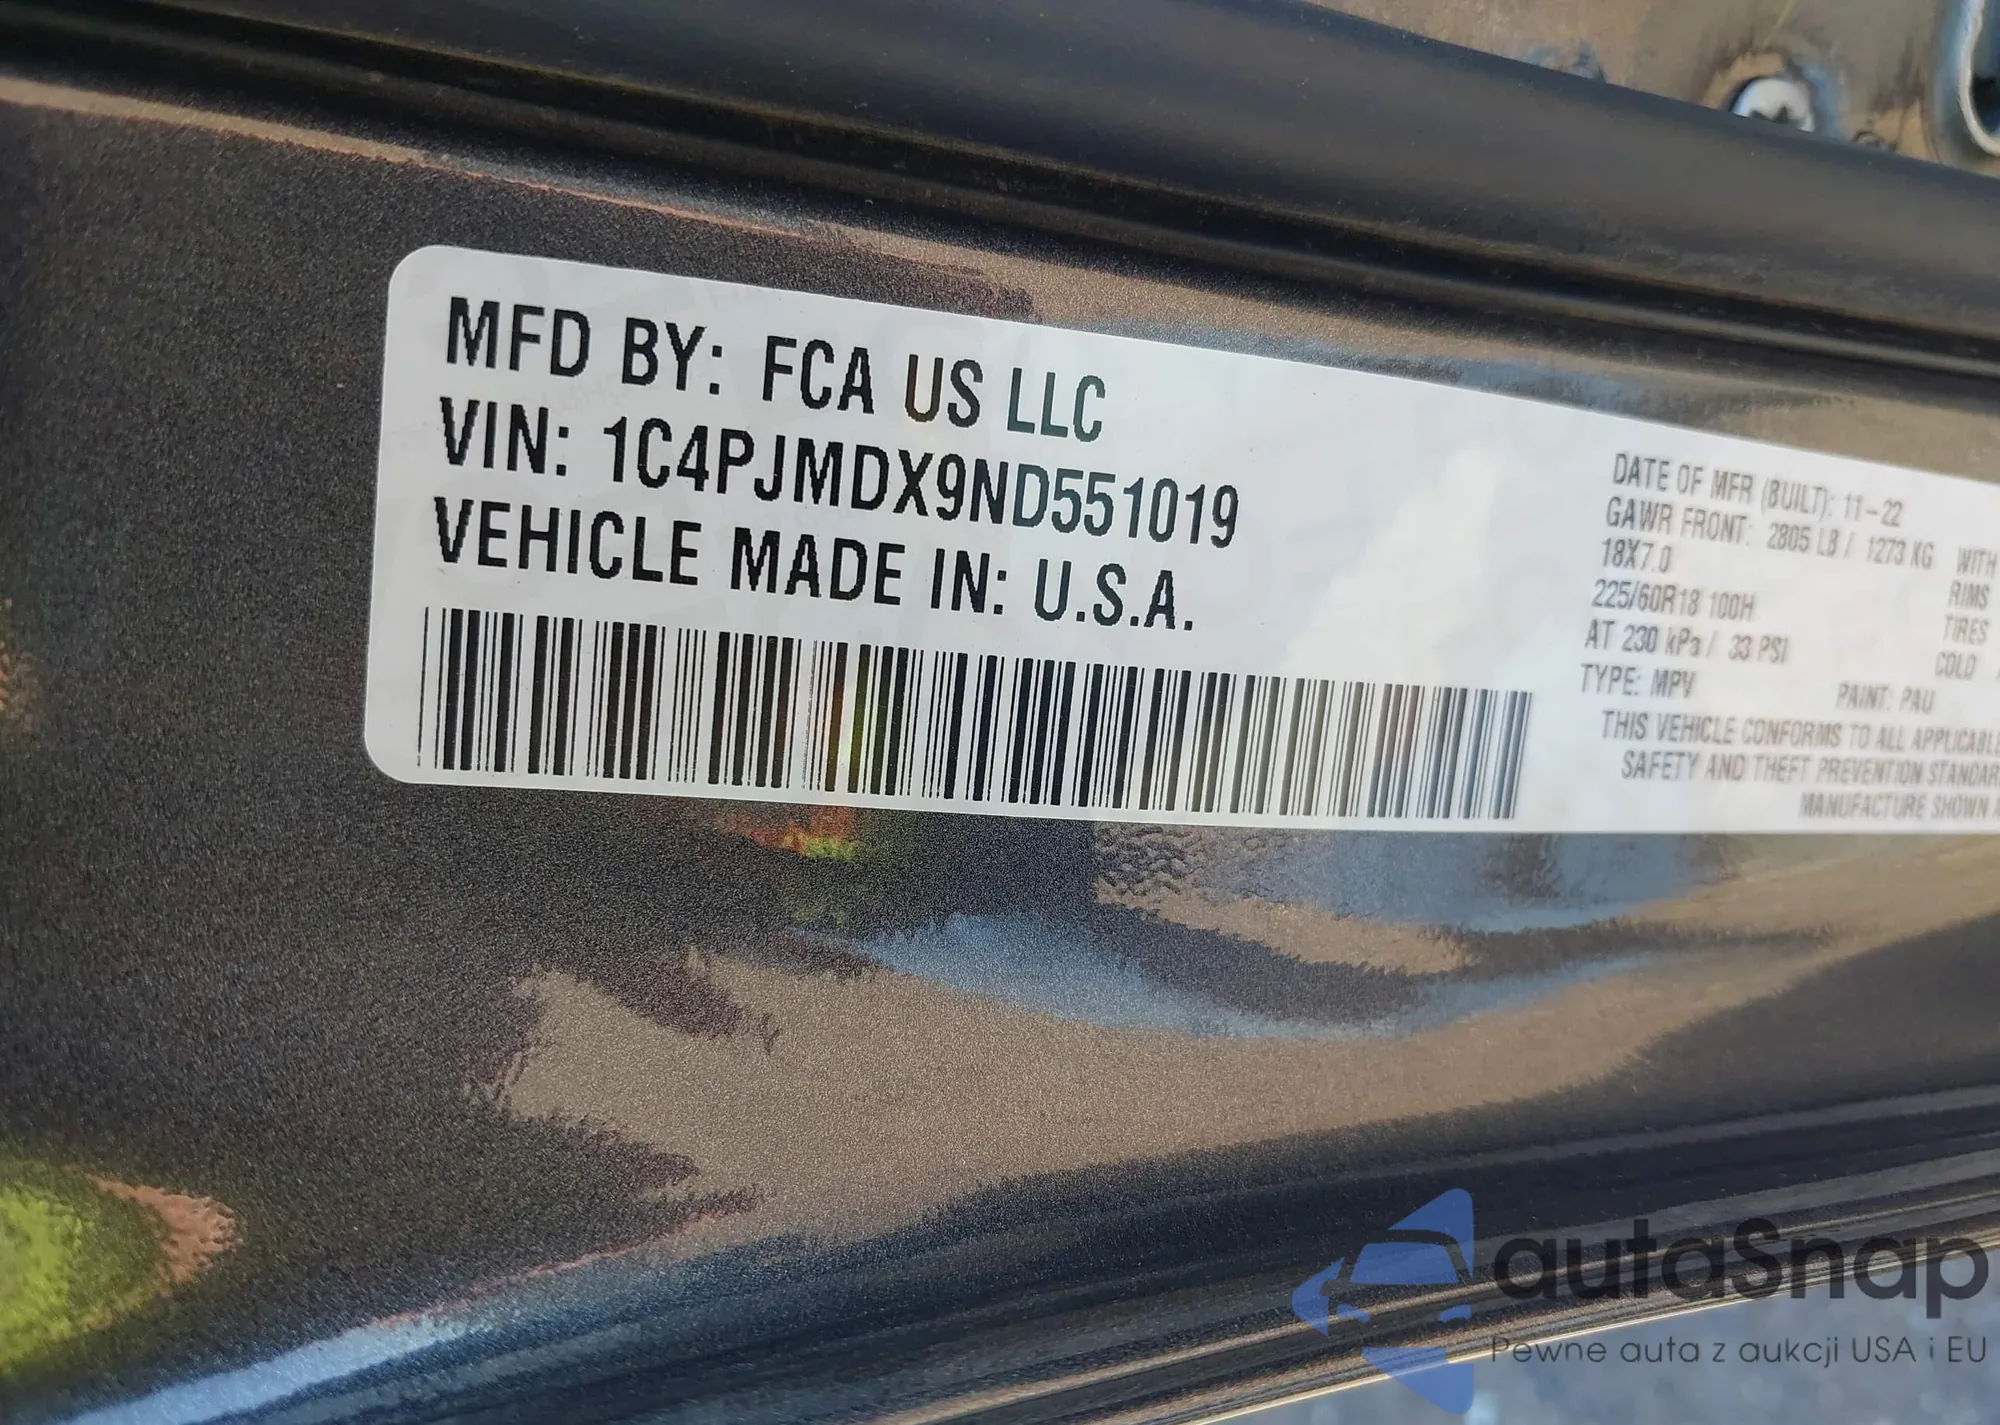 MFD BY: FCA US LLC
VIN: 1C4PJMDX9ND551019
VEHICLE MADE IN: U.S.A.
DATE OF MFR (BUILT): 11-22
GAWR FRONT: 2805 LB / 1273 KG WITH
18X7.0 RIMS
225/60R18 100H TIRES
AT 230 kPa / 33 PSI COLD
TYPE: MPV PAINT: PAU
THIS VEHICLE CONFORMS TO ALL APPLICABLE
SAFETY AND THEFT PREVENTION STANDAR
MANUFACTURE SHOWN A
autaSnap
Pewne auta z aukcji USA i EU